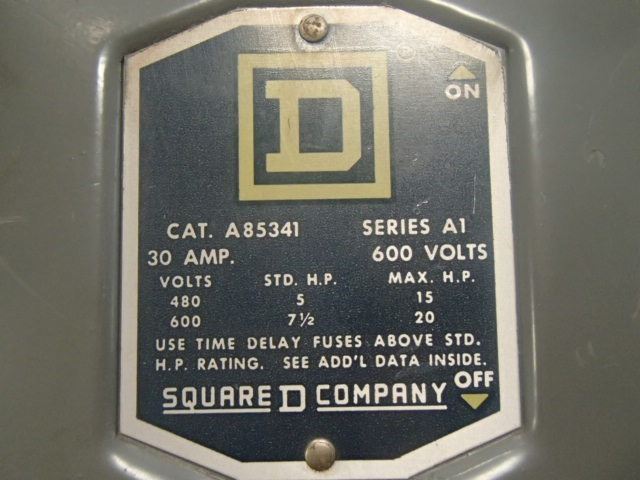 D ®
ON
CAT. A85341 SERIES A1
30 AMP. 600 VOLTS
VOLTS STD. H.P. MAX. H.P.
480 5 15
600 7½ 20
USE TIME DELAY FUSES ABOVE STD.
H.P. RATING. SEE ADD'L DATA INSIDE.
SQUARE D COMPANY
OFF